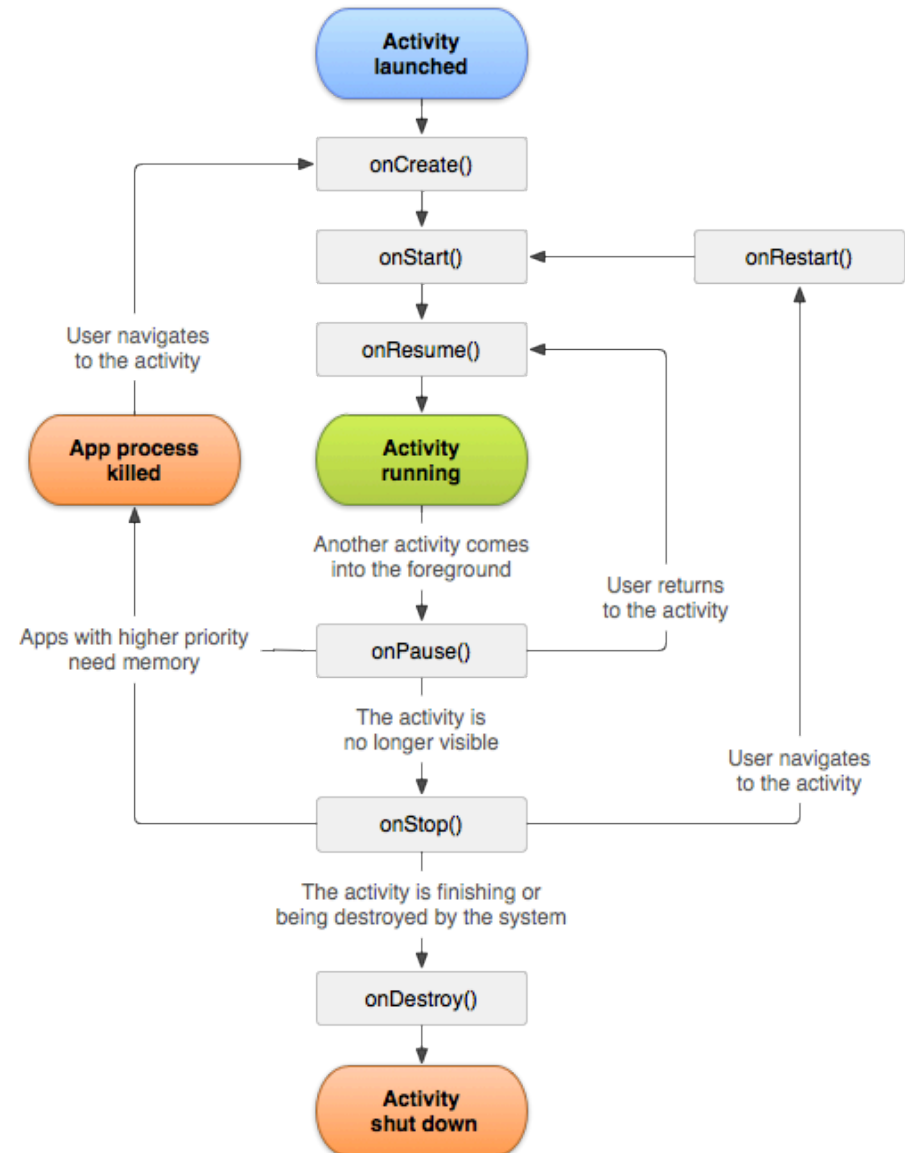 Activity
launched
onCreate()
onStart()
onRestart()
User navigates
to the activity
onResume()
App process
killed
Activity
running
Another activity comes
into the foreground
User returns
to the activity
Apps with higher priority
need memory
onPause()
The activity is
no longer visible
User navigates
to the activity
onStop()
The activity is finishing or
being destroyed by the system
onDestroy()
Activity
shut down